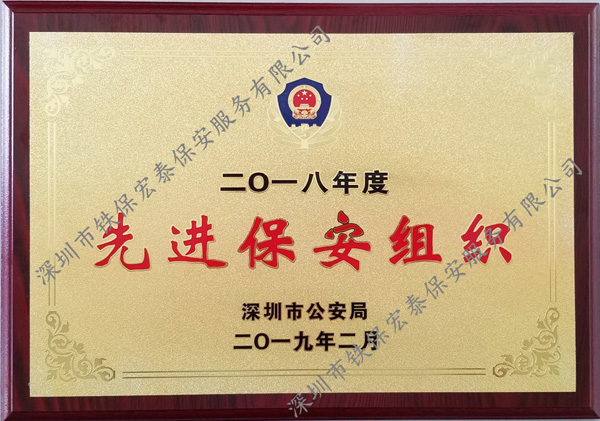 二〇一八年度
先进保安组织
深圳市公安局
二〇一九年二月
深圳市铁保宏泰保安服务有限公司
深圳市铁保宏泰保安服务有限公司